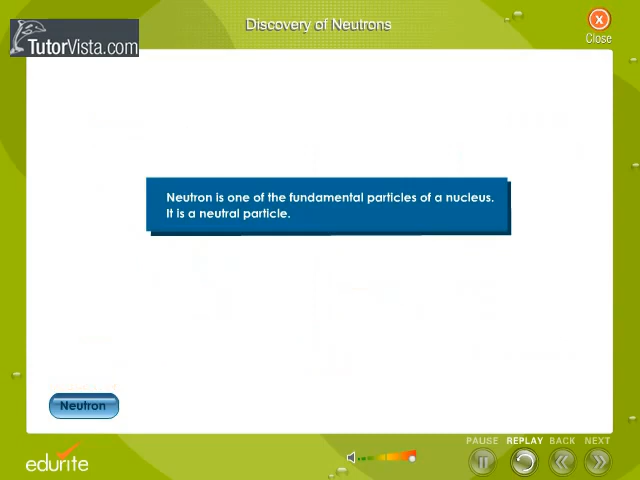 Discovery of Neutrons
TutorVista.com
Close
Neutron is one of the fundamental particles of a nucleus.
It is a neutral particle.
Neutron
PAUSE REPLAY BACK NEXT
edurite